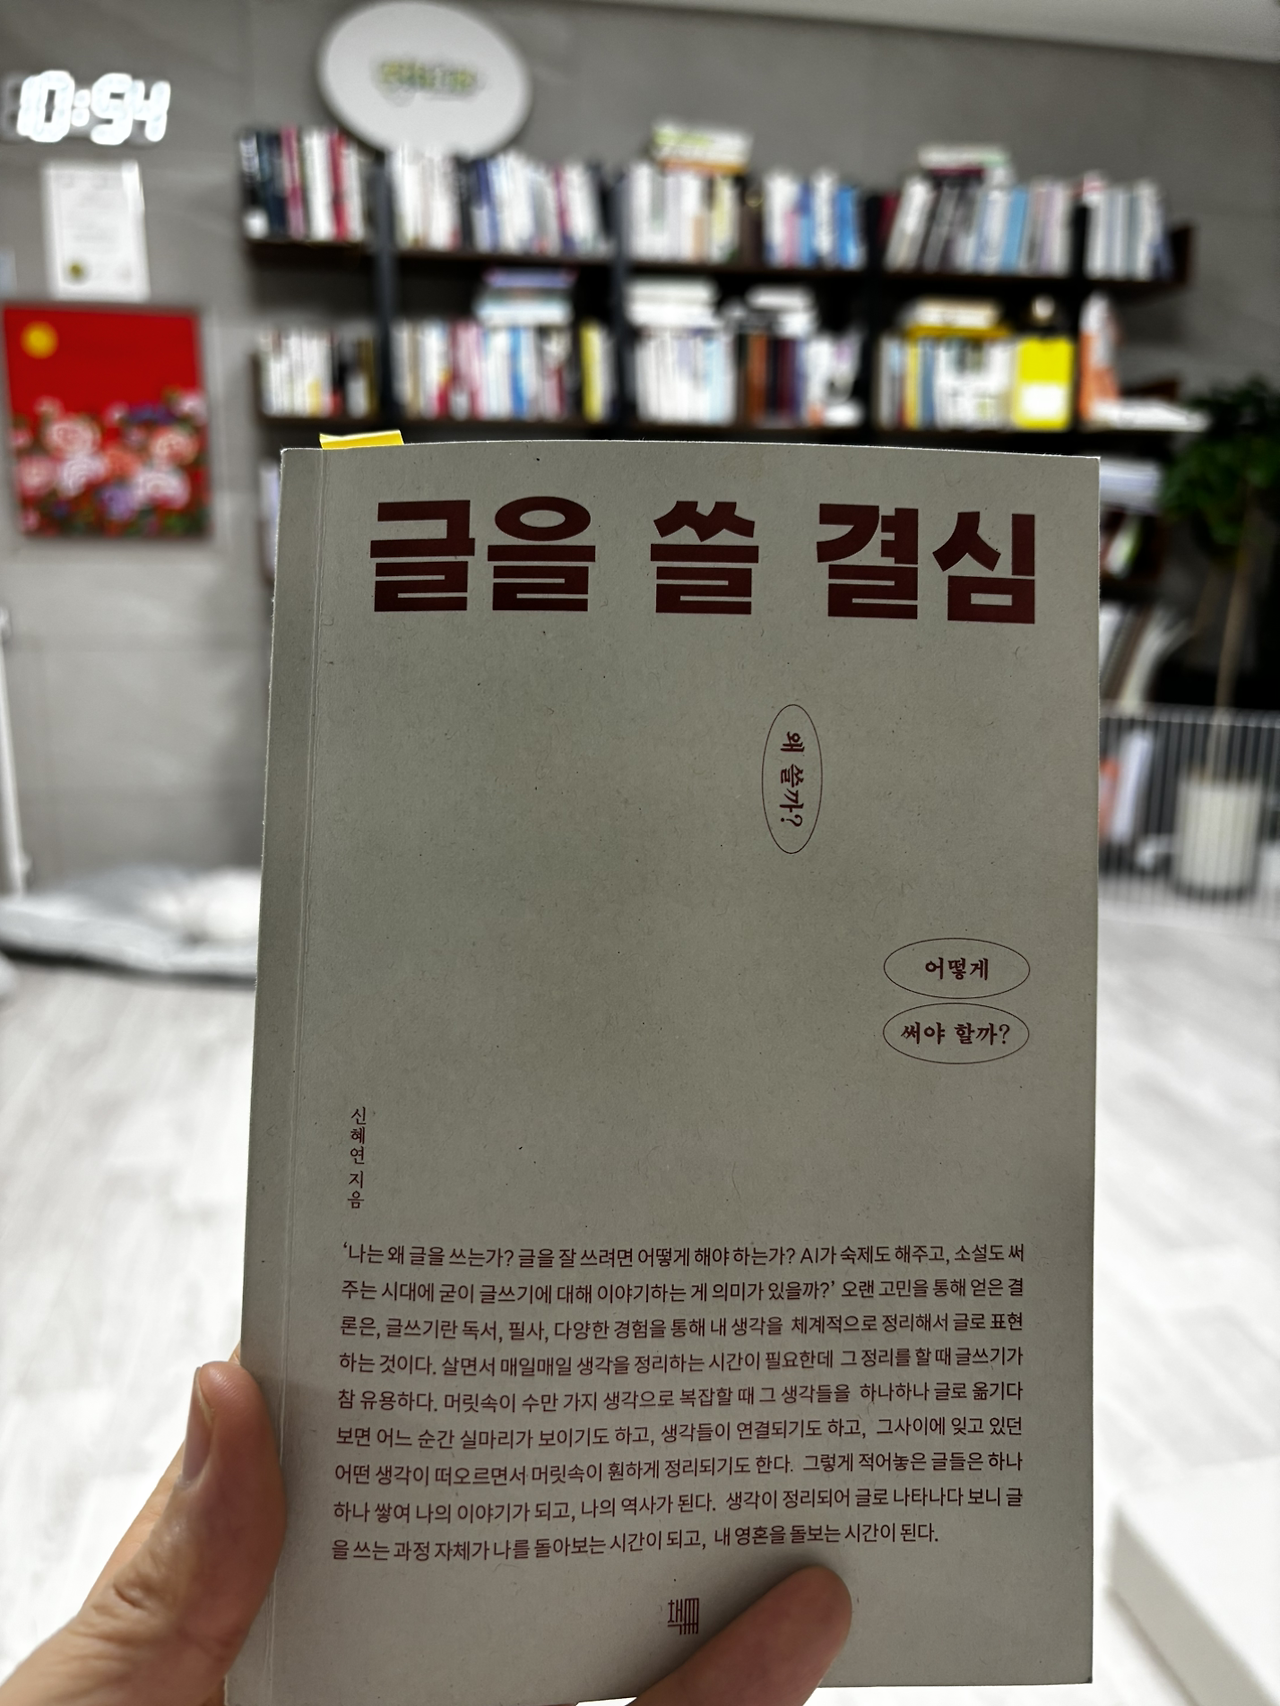 10:54
글을 쓸 결심
왜 쓸까?
어떻게
써야 할까?
신혜연 지음
‘나는 왜 글을 쓰는가? 글을 잘 쓰려면 어떻게 해야 하는가? AI가 숙제도 해주고, 소설도 써
주는 시대에 굳이 글쓰기에 대해 이야기하는 게 의미가 있을까?’ 오랜 고민을 통해 얻은 결
론은, 글쓰기란 독서, 필사, 다양한 경험을 통해 내 생각을 체계적으로 정리해서 글로 표현
하는 것이다. 살면서 매일매일 생각을 정리하는 시간이 필요한데 그 정리를 할 때 글쓰기가
참 유용하다. 머릿속이 수만 가지 생각으로 복잡할 때 그 생각들을 하나하나 글로 옮기다
보면 어느 순간 실마리가 보이기도 하고, 생각들이 연결되기도 하고, 그사이에 잊고 있던
어떤 생각이 떠오르면서 머릿속이 훤하게 정리되기도 한다. 그렇게 적어놓은 글들은 하나
하나 쌓여 나의 이야기가 되고, 나의 역사가 된다. 생각이 정리되어 글로 나타나다 보니 글
을 쓰는 과정 자체가 나를 돌아보는 시간이 되고, 내 영혼을 돌보는 시간이 된다.